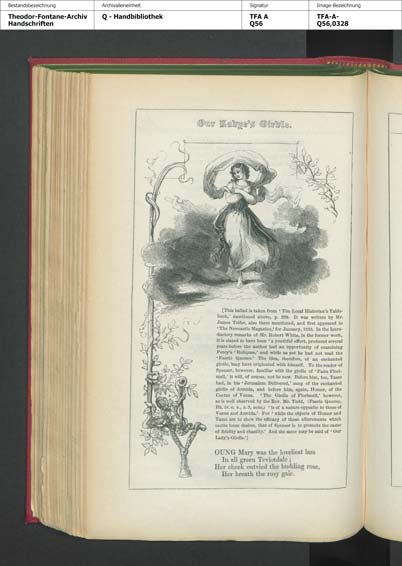 Bestandsbezeichnung Archivalieneinheit Signatur Image-Bezeichnung
Theodor-Fontane-Archiv Q - Handbibliothek TFA A TFA-A-
Handschriften Q56 Q56,0328
Our Ladye's Girdle.
[This ballad is taken from 'The Local Historian's Table-
book,' mentioned above, p. It was written by Mr.
James Telfer, also there mentioned, and first appeared in
'The Newcastle Magazine,' for January, In the intro-
ductory remarks of Mr. Robert White, in the former work,
it is stated to have been 'a youthful effort, produced several
years before the author had an opportunity of examining
Percy's 'Reliques,' and while as yet he had not read the
'Faerie Queene.' The idea, therefore, of an enchanted
girdle, may have originated with himself. To the reader of
Spenser, however, familiar with the girdle of 'Faire Flori-
mell,' it will, of course, not be new. Before him, too, Tasso
had, in his 'Jerusalem Delivered,' sung of the enchanted
girdle of Armida, and before him, again, Homer, of the
Cestus of Venus. 'The Girdle of Florimell,' however,
as is well observed by the Rev. Mr. Todd, (Faerie Queene,
'is of a nature opposite to those of
Venus and Armida.' For 'while the objects of Homer and
Tasso are to show the efficacy of those allurements which
excite loose desires, that of Spenser is to promote the cause
of fidelity and chastity.' And the same may be said of 'Our
Lady's Girdle.']
OUNG Mary was the loveliest lass
In all green Teviotdale;
Her cheek outvied the budding rose,
Her breath the rosy gale.